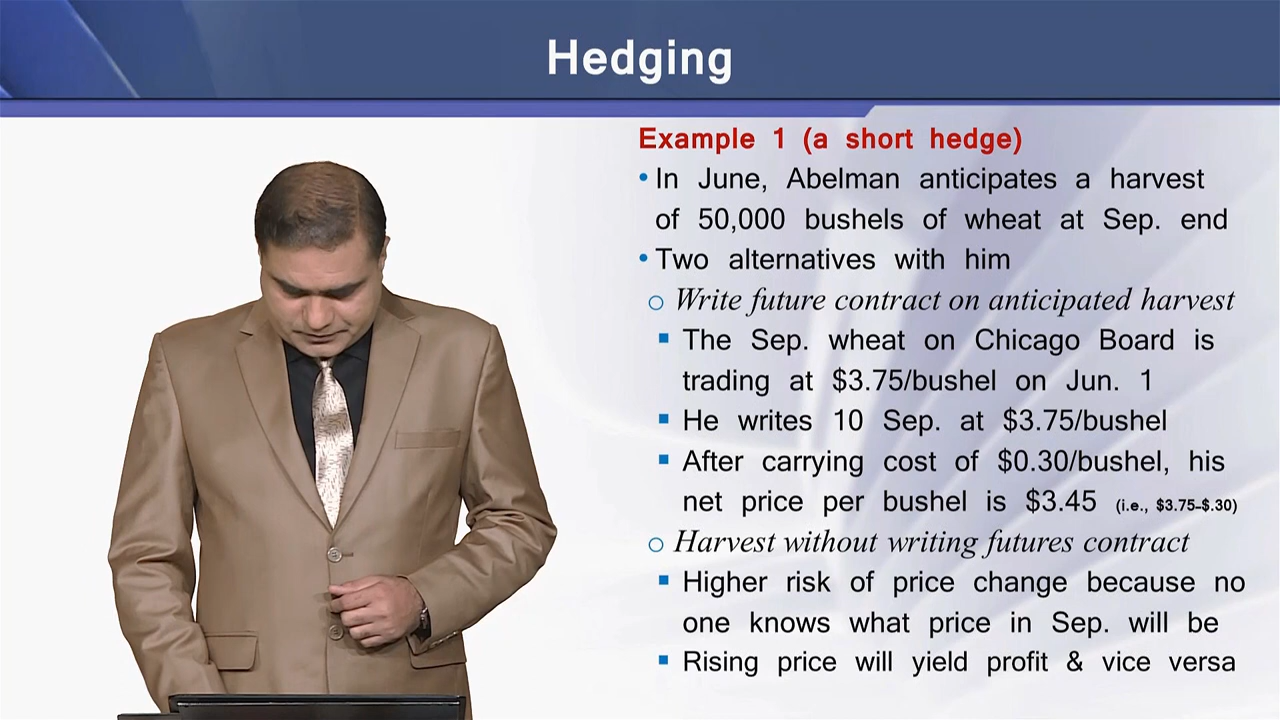 Hedging
Example 1 (a short hedge)
• In June, Abelman anticipates a harvest
of 50,000 bushels of wheat at Sep. end
• Two alternatives with him
○ Write future contract on anticipated harvest
▪ The Sep. wheat on Chicago Board is
trading at $3.75/bushel on Jun. 1
▪ He writes 10 Sep. at $3.75/bushel
▪ After carrying cost of $0.30/bushel, his
net price per bushel is $3.45 (i.e., $3.75-$.30)
○ Harvest without writing futures contract
▪ Higher risk of price change because no
one knows what price in Sep. will be
▪ Rising price will yield profit & vice versa